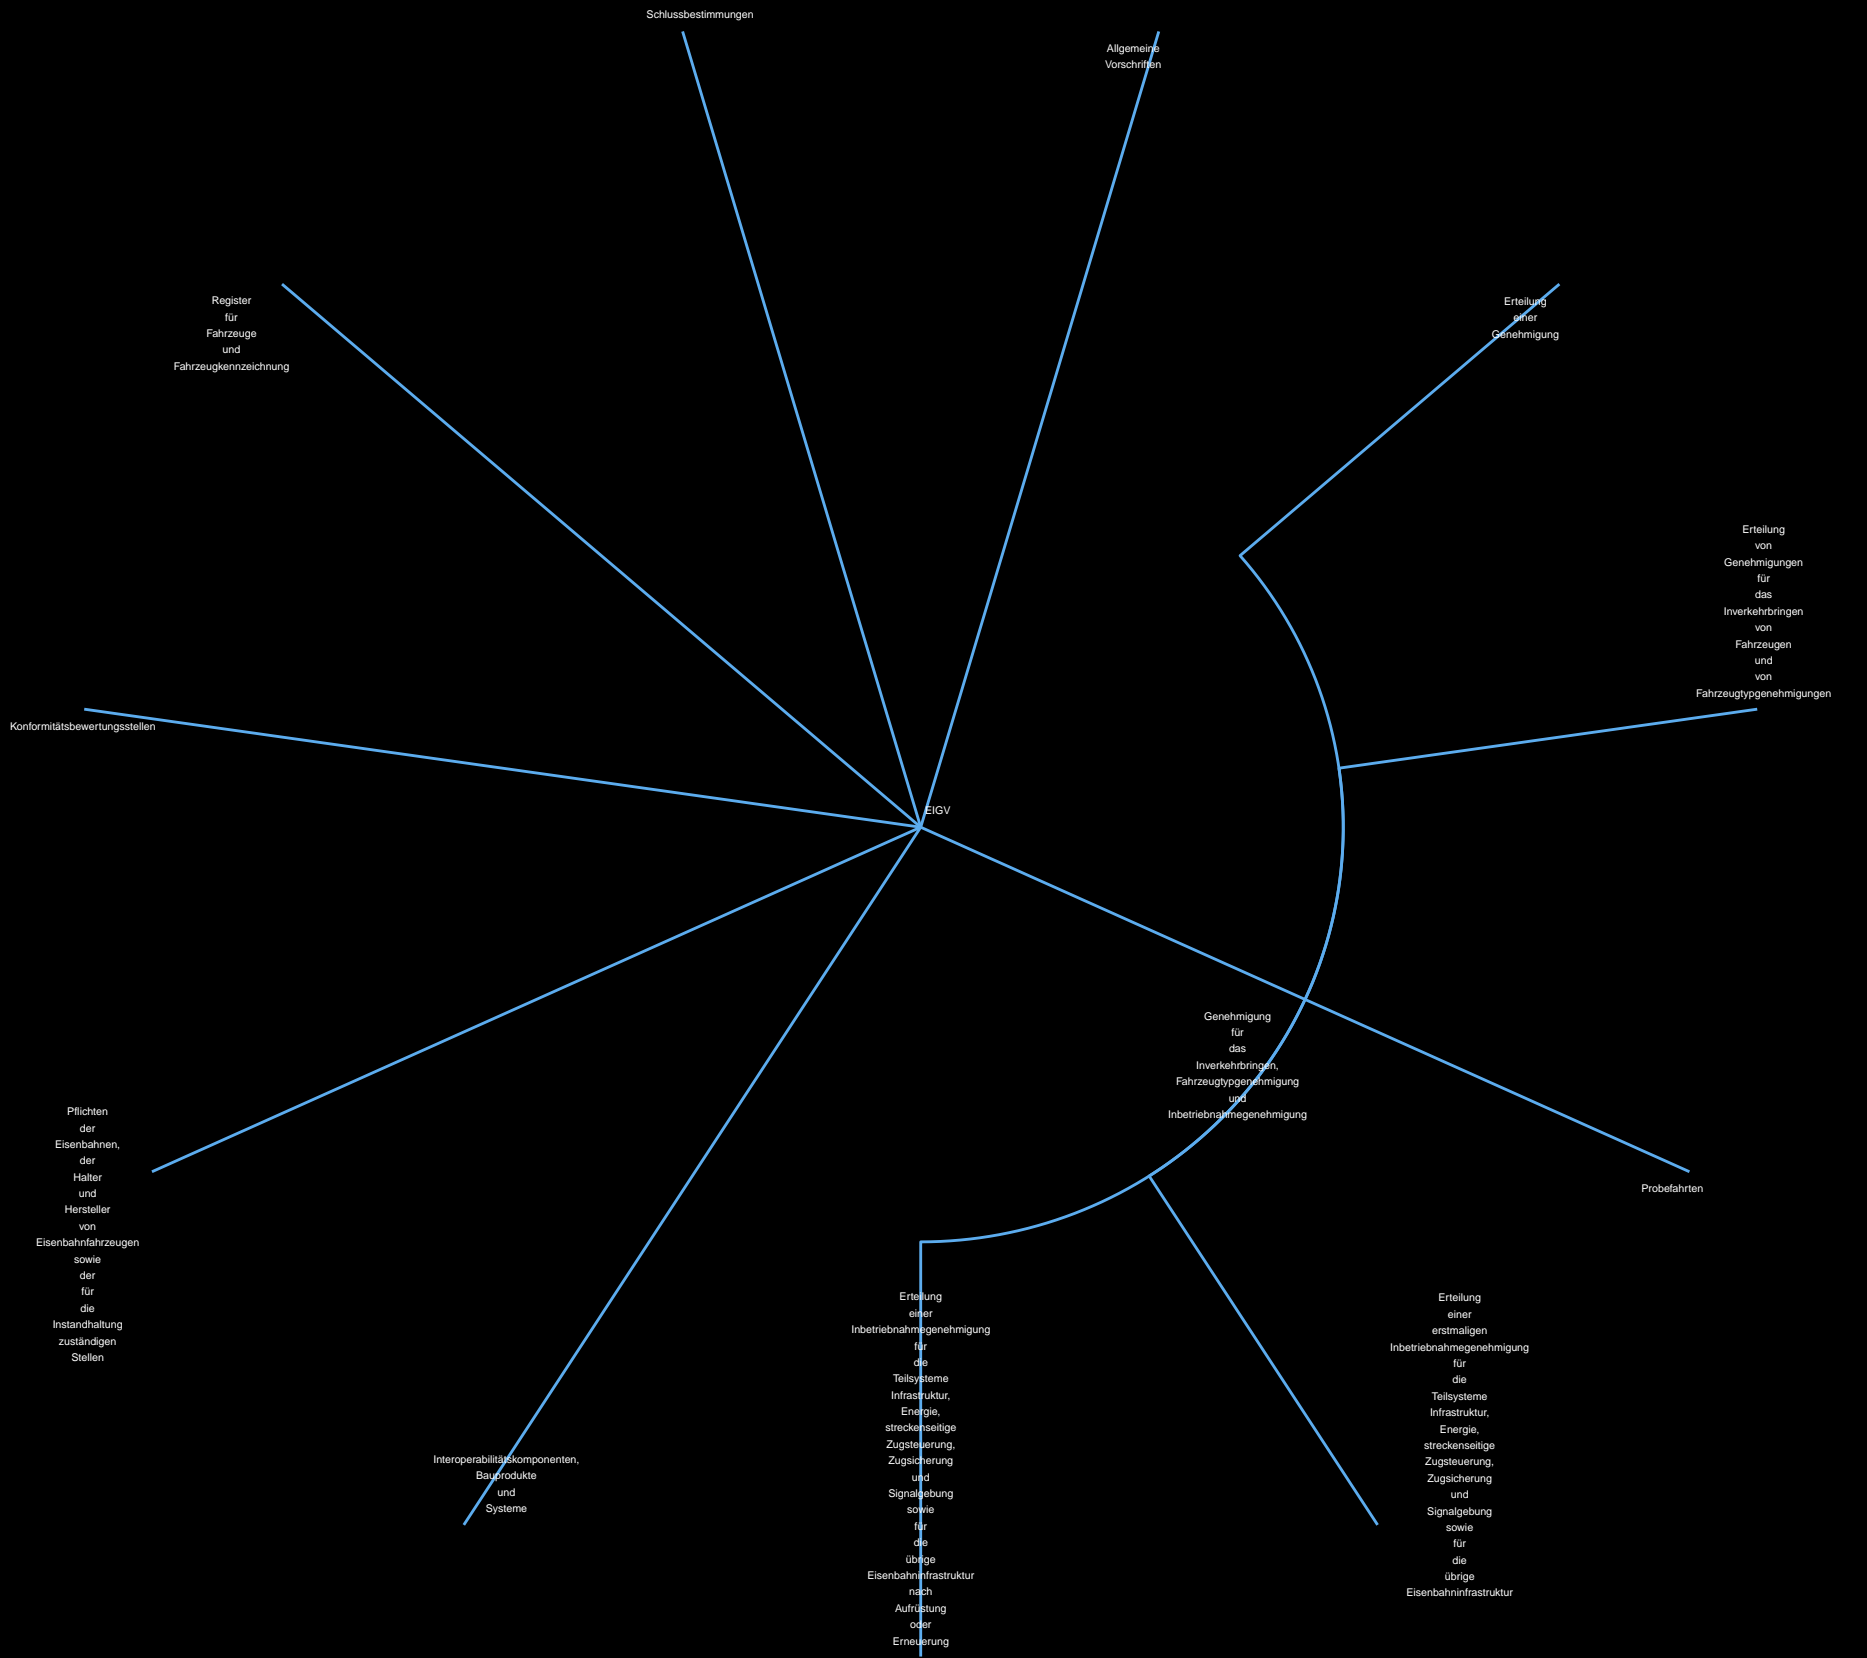 Schlussbestimmungen
Allgemeine
Vorschriften
Register
für
Fahrzeuge
und
Fahrzeugkennzeichnung
Erteilung
einer
Genehmigung
Erteilung
von
Genehmigungen
für
das
Inverkehrbringen
von
Fahrzeugen
und
von
Fahrzeugtypgenehmigungen
Konformitätsbewertungsstellen
EIGV
Genehmigung
für
das
Inverkehrbringen,
Fahrzeugtypgenehmigung
und
Inbetriebnahmegenehmigung
Pflichten
der
Eisenbahnen,
der
Halter
und
Hersteller
von
Eisenbahnfahrzeugen
sowie
der
für
die
Instandhaltung
zuständigen
Stellen
Probefahrten
Interoperabilitätskomponenten,
Bauprodukte
und
Systeme
Erteilung
einer
Inbetriebnahmegenehmigung
für
die
Teilsysteme
Infrastruktur,
Energie,
streckenseitige
Zugsteuerung,
Zugsicherung
und
Signalgebung
sowie
für
die
übrige
Eisenbahninfrastruktur
nach
Aufrüstung
oder
Erneuerung
Erteilung
einer
erstmaligen
Inbetriebnahmegenehmigung
für
die
Teilsysteme
Infrastruktur,
Energie,
streckenseitige
Zugsteuerung,
Zugsicherung
und
Signalgebung
sowie
für
die
übrige
Eisenbahninfrastruktur